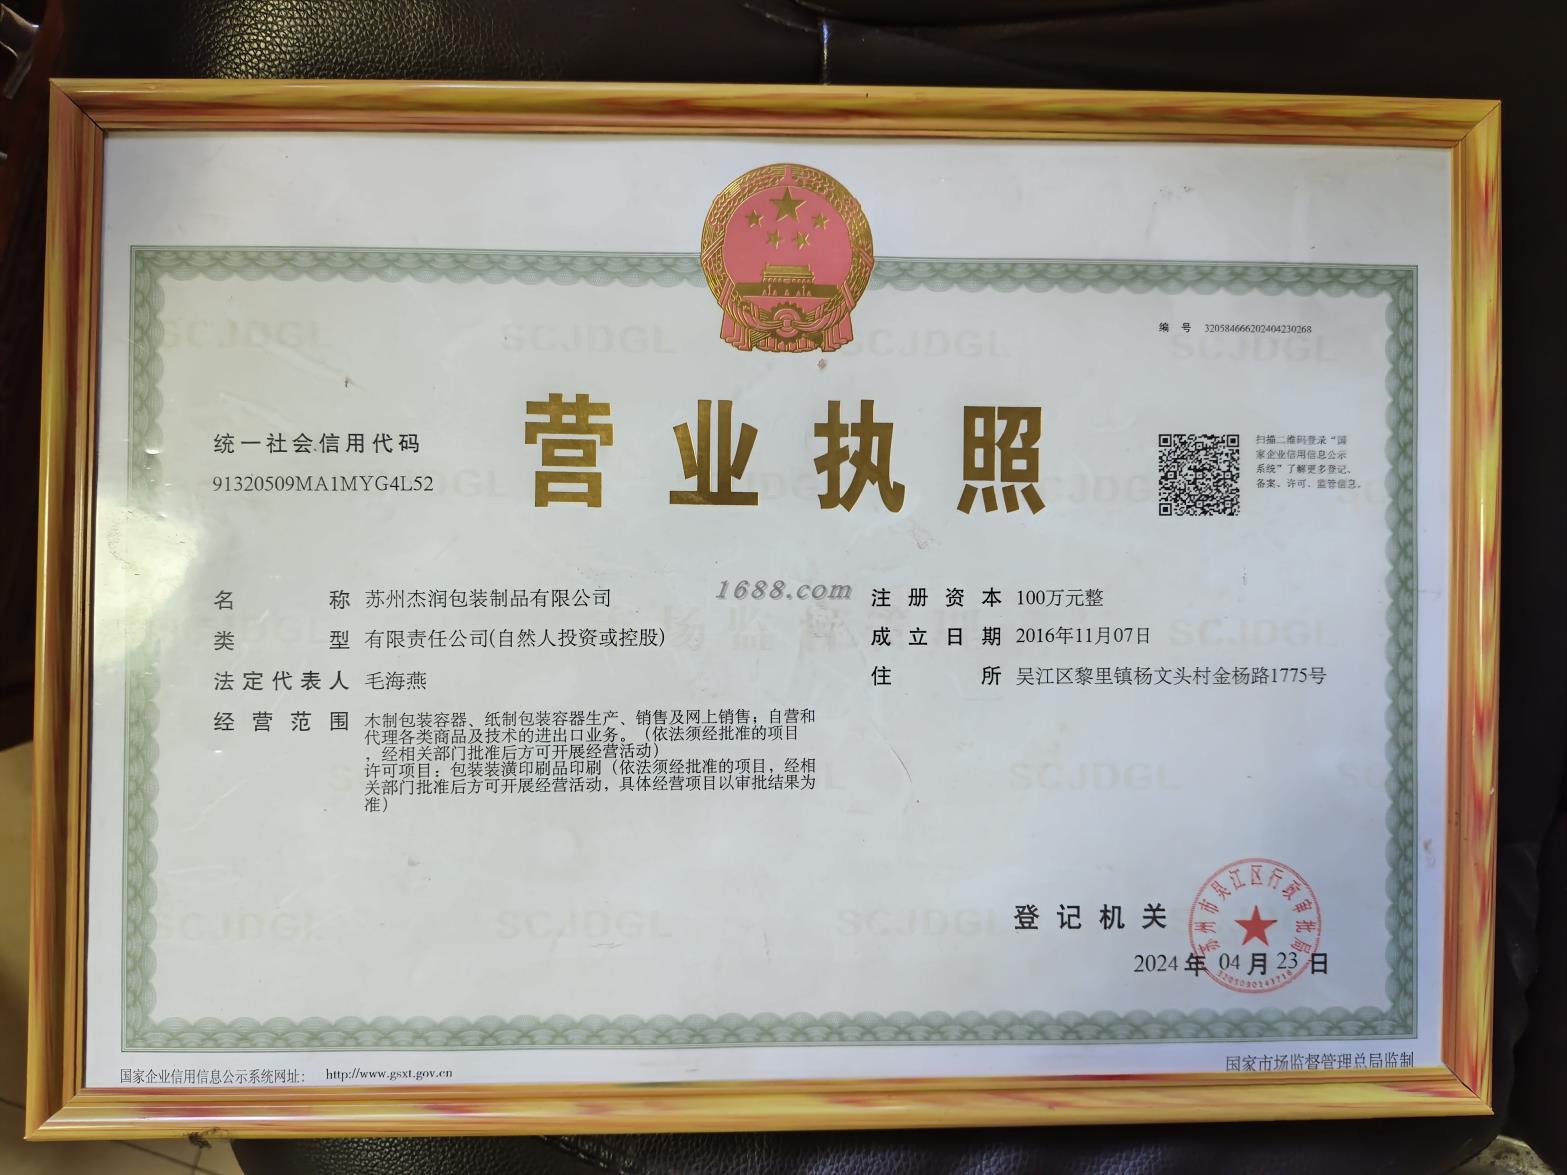 编 号 320584666202404230268
营业执照
统一社会信用代码
91320509MA1MYG4L52
扫描二维码登录“国
家企业信用信息公示
系统”了解更多登记、
备案、许可、监管信息。
1688.com
名 称 苏州杰润包装制品有限公司
类 型 有限责任公司(自然人投资或控股)
法定代表人 毛海燕
经营范围 木制包装容器、纸制包装容器生产、销售及网上销售；自营和
代理各类商品及技术的进出口业务。（依法须经批准的项目
，经相关部门批准后方可开展经营活动）
许可项目：包装装潢印刷品印刷（依法须经批准的项目，经相
关部门批准后方可开展经营活动，具体经营项目以审批结果为
准）
注册资本 100万元整
成立日期 2016年11月07日
住 所 吴江区黎里镇杨文头村金杨路1775号
登记机关
苏州市吴江区行政审批局
2024 年 04 月 23 日
国家企业信用信息公示系统网址： http://www.gsxt.gov.cn
国家市场监督管理总局监制
SCJDGL